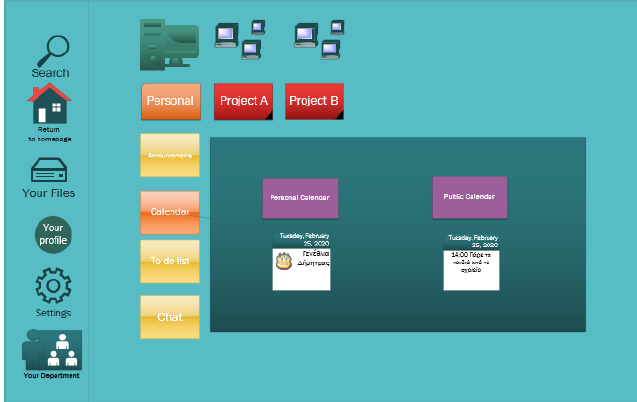 Search
Return
to homepage
Your Files
Your
profile
Settings
Your Department
Personal
Project A
Project B
Announcement
Calendar
To do list
Chat
Personal Calendar
Public Calendar
Tuesday, February
25, 2020
Γενέθλια
Δήμητρας
Tuesday, February
25, 2020
14:00 Πάρε τα
παιδιά από το
σχολείο